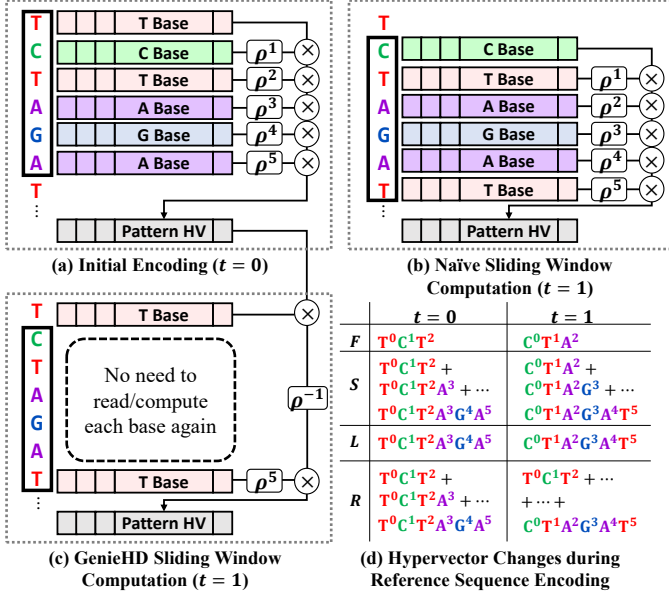 T
T Base
C
C Base
ρ¹
T
T Base
ρ²
A
A Base
ρ³
G
G Base
ρ⁴
A
A Base
ρ⁵
T
⋮
Pattern HV
(a) Initial Encoding (t = 0)
T
C
C Base
T
T Base
ρ¹
A
A Base
ρ²
G
G Base
ρ³
A
A Base
ρ⁴
T
T Base
ρ⁵
⋮
Pattern HV
(b) Naïve Sliding Window
Computation (t = 1)
T
T Base
C
T
A
G
A
T
No need to
read/compute
each base again
ρ⁻¹
T Base
ρ⁵
⋮
Pattern HV
(c) GenieHD Sliding Window
Computation (t = 1)
t = 0 t = 1
F T⁰C¹T² C⁰T¹A²
S T⁰C¹T² + C⁰T¹A² +
T⁰C¹T²A³ + ⋯ C⁰T¹A²G³ + ⋯
T⁰C¹T²A³G⁴A⁵ C⁰T¹A²G³A⁴T⁵
L T⁰C¹T²A³G⁴A⁵ C⁰T¹A²G³A⁴T⁵
R T⁰C¹T² + T⁰C¹T² + ⋯
T⁰C¹T²A³ + ⋯ + ⋯ +
T⁰C¹T²A³G⁴A⁵ C⁰T¹A²G³A⁴T⁵
(d) Hypervector Changes during
Reference Sequence Encoding